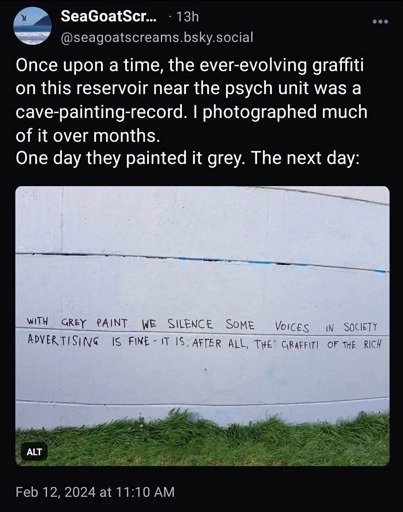 SeaGoatScr... · 13h
@seagoatscreams.bsky.social
Once upon a time, the ever-evolving graffiti
on this reservoir near the psych unit was a
cave-painting-record. I photographed much
of it over months.
One day they painted it grey. The next day:
WITH GREY PAINT WE SILENCE SOME VOICES IN SOCIETY
ADVERTISING IS FINE - IT IS, AFTER ALL, THE GRAFFITI OF THE RICH
ALT
Feb 12, 2024 at 11:10 AM